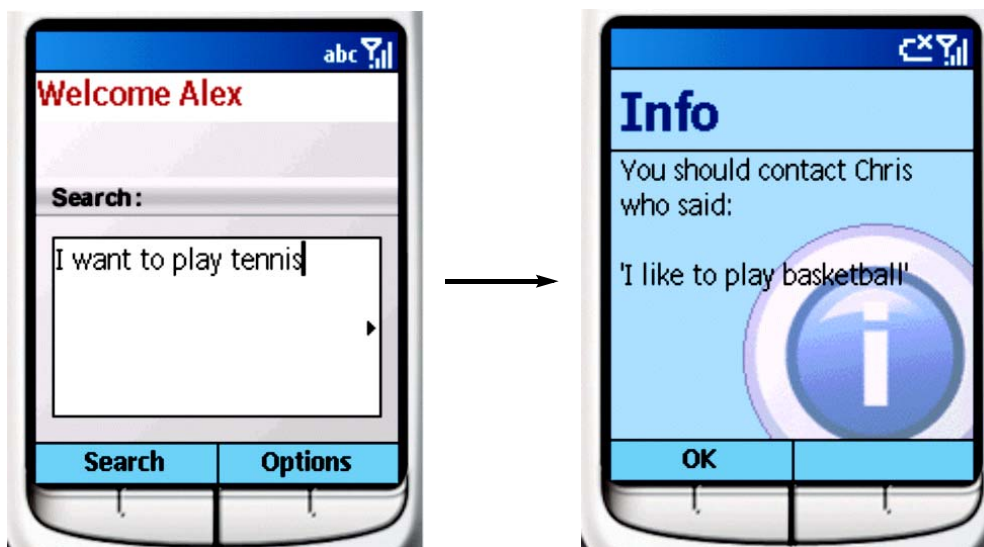 abc
Welcome Alex
Search:
I want to play tennis
Search Options
Info
You should contact Chris
who said:
'I like to play basketball'
OK